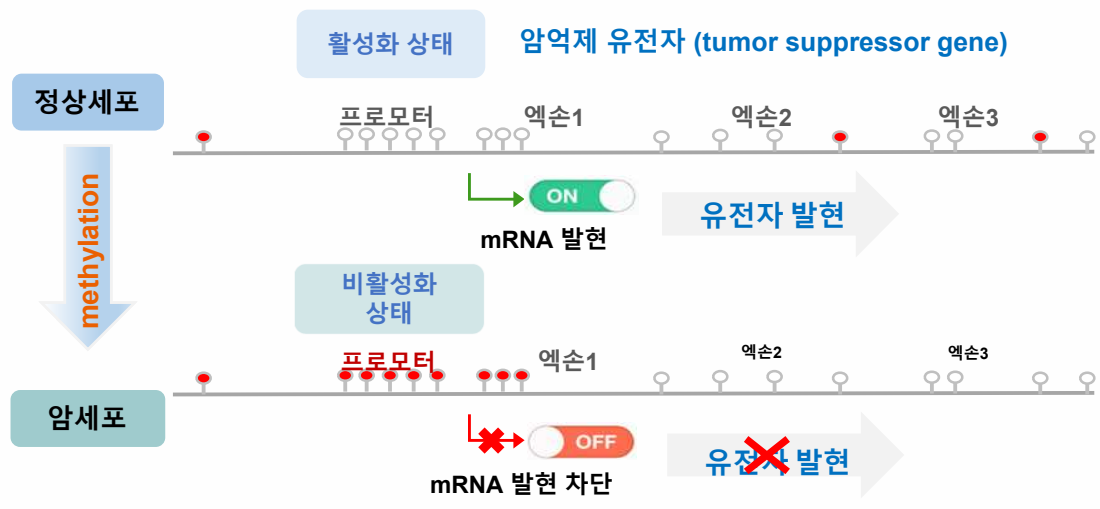 활성화 상태
암억제 유전자 (tumor suppressor gene)
정상세포
프로모터
엑손1
엑손2
엑손3
methylation
ON
mRNA 발현
유전자 발현
비활성화
상태
프로모터
엑손1
엑손2
엑손3
암세포
OFF
mRNA 발현 차단
유전자 발현